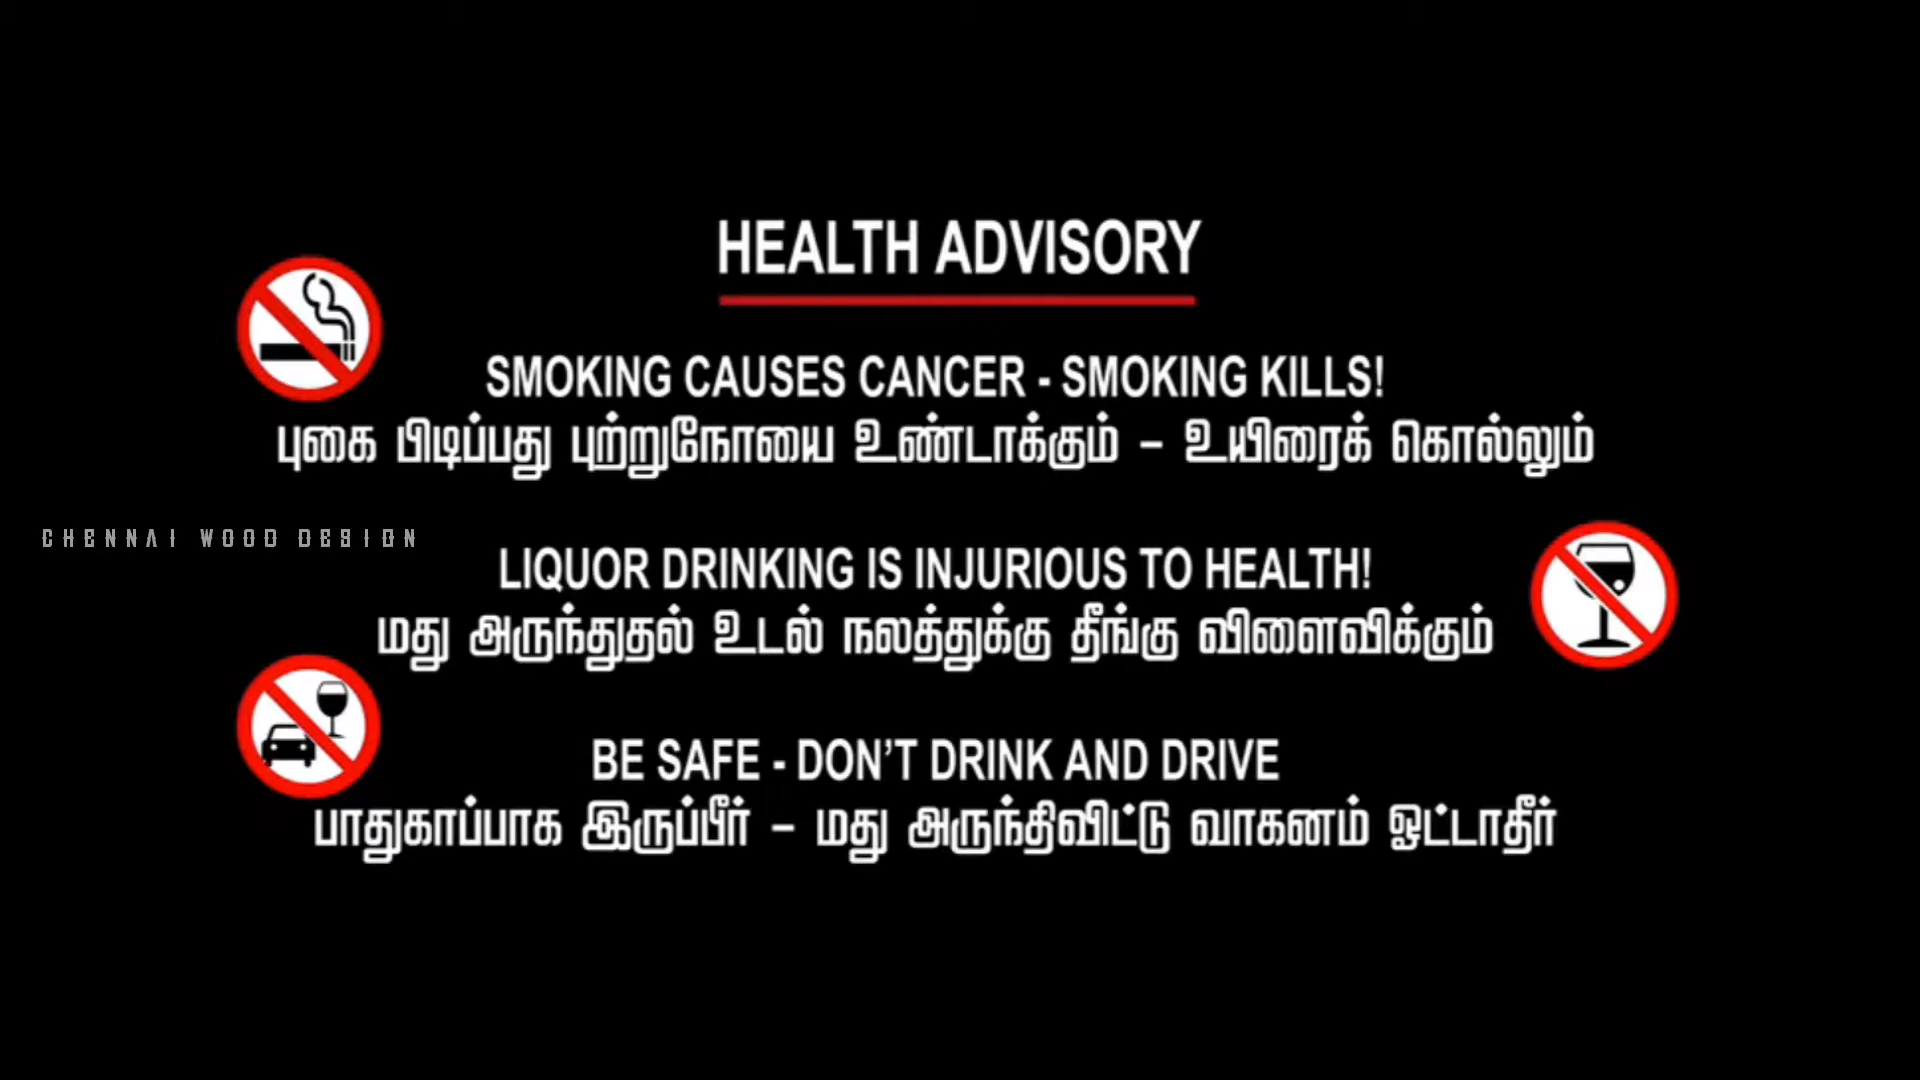 HEALTH ADVISORY
SMOKING CAUSES CANCER - SMOKING KILLS!
புகை பிடிப்பது புற்றுநோயை உண்டாக்கும் – உயிரைக் கொல்லும்
CHENNAI WOOD DESIGN
LIQUOR DRINKING IS INJURIOUS TO HEALTH!
மது அருந்துதல் உடல் நலத்துக்கு தீங்கு விளைவிக்கும்
BE SAFE - DON'T DRINK AND DRIVE
பாதுகாப்பாக இருப்பீர் – மது அருந்திவிட்டு வாகனம் ஓட்டாதீர்